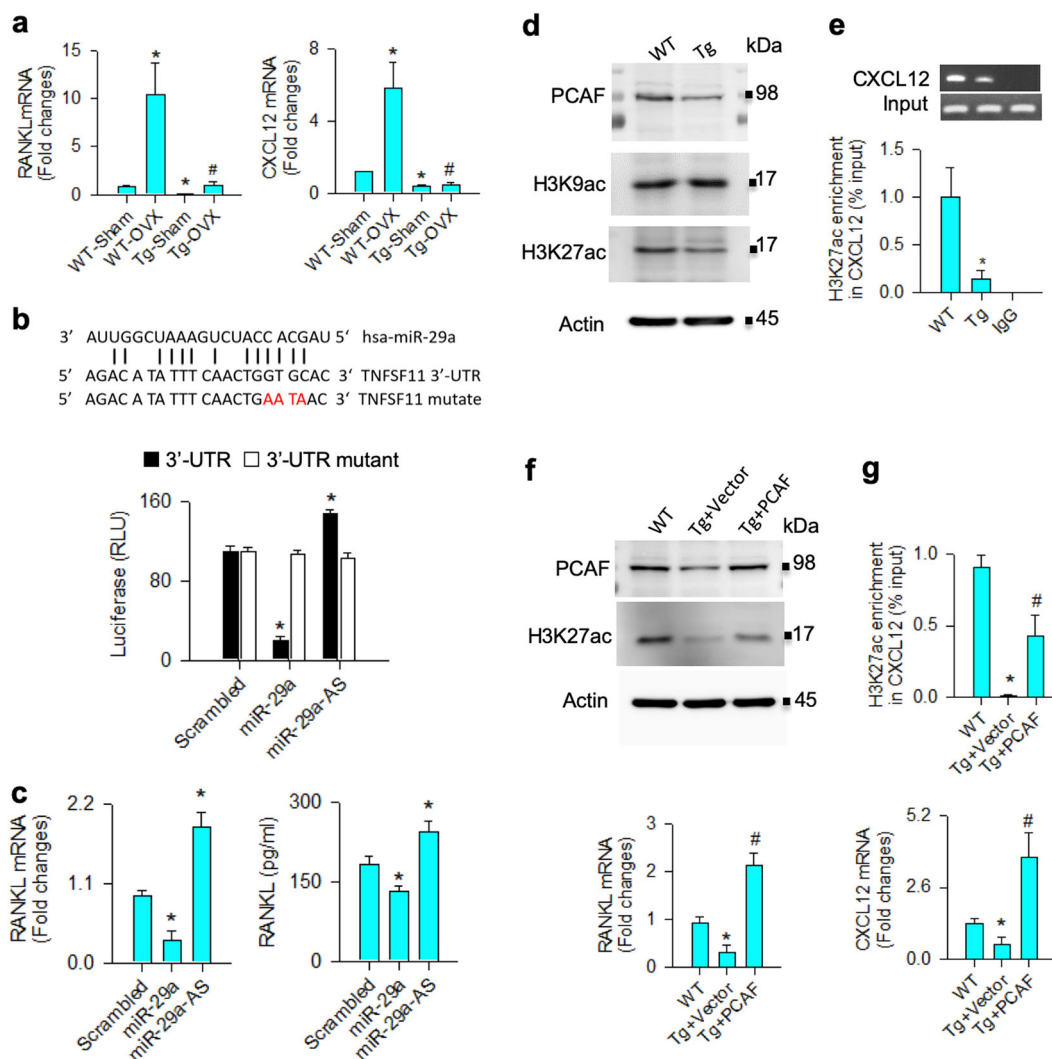 a
RANKLmRNA
(Fold changes)
15
10
5
0
WT-Sham
WT-OVX
Tg-Sham
Tg-OVX
*
*
#
CXCL12 mRNA
(Fold changes)
8
4
0
WT-Sham
WT-OVX
Tg-Sham
Tg-OVX
*
*
#
b
3’ AUUGGCUAAAGUCUACCACGAU 5‘ hsa-miR-29a
5’ AGACA TA TTTT CAACTGGTGCAC 3‘ TNFSF11 3’-UTR
5’ AGACA TA TTTT CAACTGAA TAAC 3‘ TNFSF11 mutate
3’-UTR 3’-UTR mutant
Luciferase (RLU)
160
80
0
*
*
Scrambled
miR-29a
miR-29a-AS
c
RANKL mRNA
(Fold changes)
2.2
1.1
0.0
*
*
Scrambled
miR-29a
miR-29a-AS
RANKL (pg/ml)
300
150
0
*
*
Scrambled
miR-29a
miR-29a-AS
d
WT Tg kDa
PCAF 98
H3K9ac 17
H3K27ac 17
Actin 45
e
CXCL12
Input
H3K27ac enrichment
in CXCL12 (% input)
1.5
1.0
0.5
0.0
*
WT
Tg
IgG
f
WT Tg+Vector Tg+PCAF kDa
PCAF 98
H3K27ac 17
Actin 45
RANKL mRNA
(Fold changes)
3
2
1
0
*
#
WT
Tg+Vector
Tg+PCAF
g
H3K27ac enrichment
in CXCL12 (% input)
1.0
0.5
0.0
*
#
WT
Tg+Vector
Tg+PCAF
CXCL12 mRNA
(Fold changes)
5.2
2.6
0.0
*
#
WT
Tg+Vector
Tg+PCAF